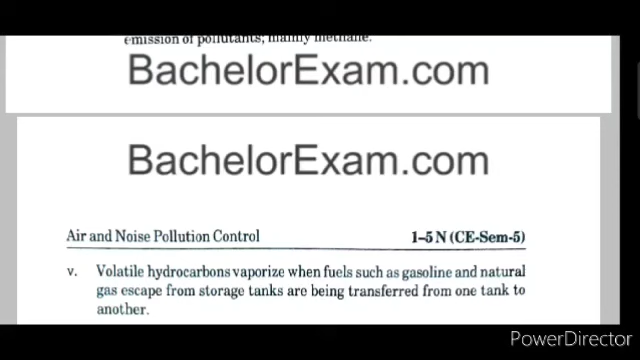 emission of pollutants; mainly methane.
BachelorExam.com
BachelorExam.com
Air and Noise Pollution Control 1–5 N (CE-Sem-5)
v. Volatile hydrocarbons vaporize when fuels such as gasoline and natural
gas escape from storage tanks are being transferred from one tank to
another.
PowerDirector